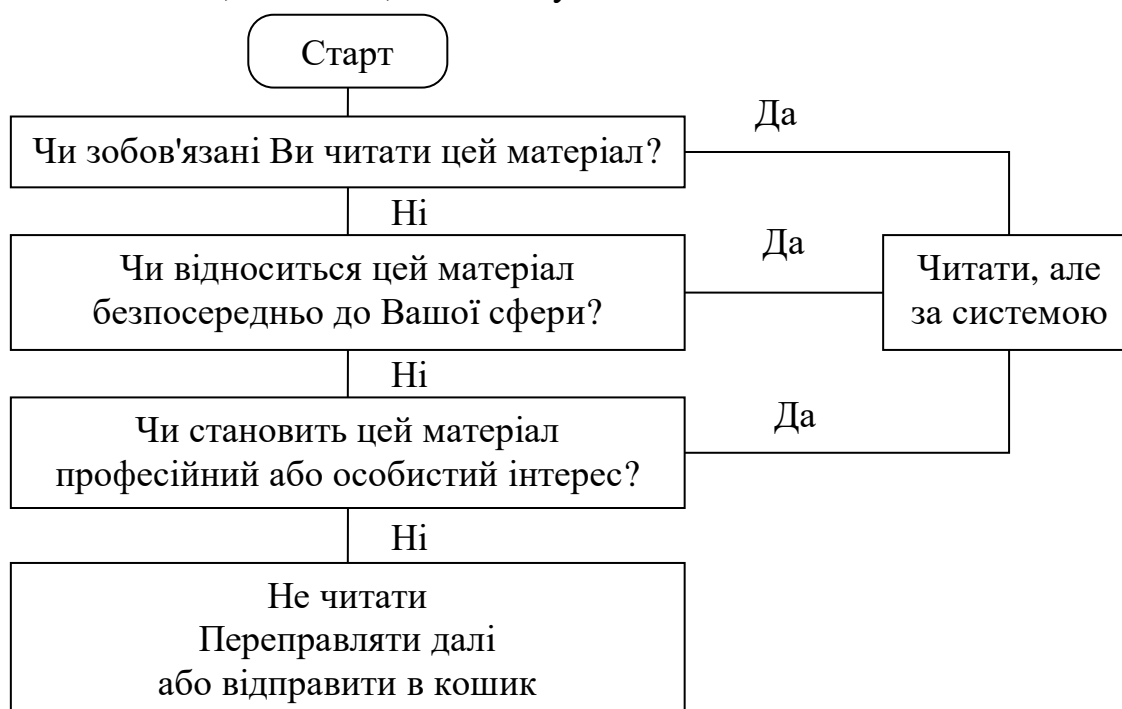 Старт
Да
Чи зобов'язані Ви читати цей матеріал?
Ні
Да
Чи відноситься цей матеріал
безпосередньо до Вашої сфери?
Читати, але
за системою
Ні
Да
Чи становить цей матеріал
професійний або особистий інтерес?
Ні
Не читати
Переправляти далі
або відправити в кошик